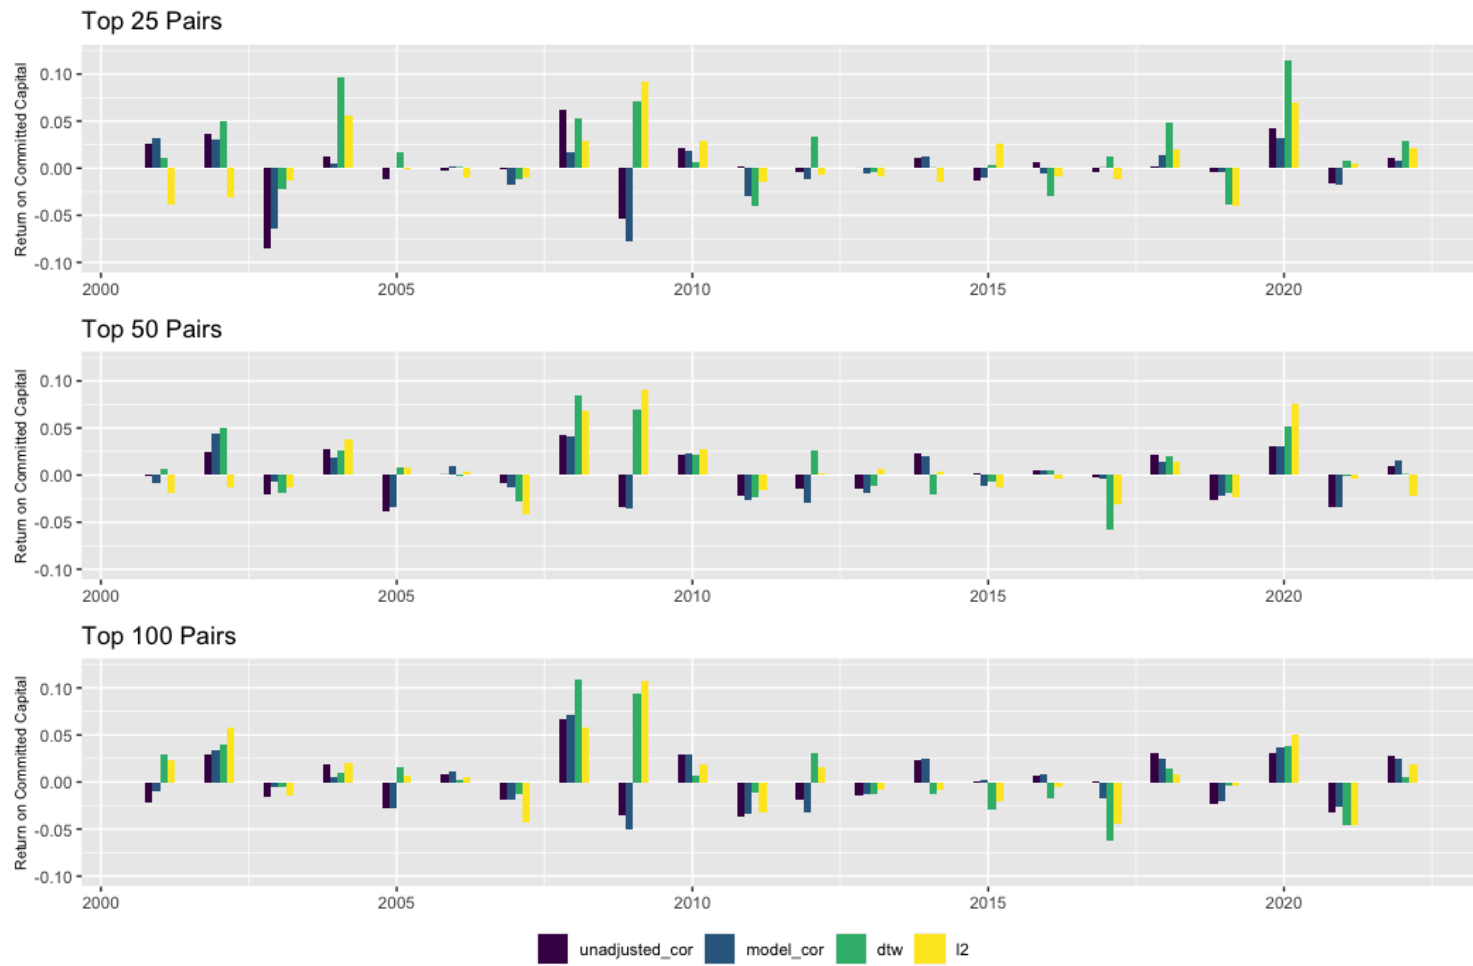 Top 25 Pairs
Return on Committed Capital
0.10
0.05
0.00
-0.05
-0.10
2000 2005 2010 2015 2020
Top 50 Pairs
Return on Committed Capital
0.10
0.05
0.00
-0.05
-0.10
2000 2005 2010 2015 2020
Top 100 Pairs
Return on Committed Capital
0.10
0.05
0.00
-0.05
-0.10
2000 2005 2010 2015 2020
unadjusted_cor model_cor dtw l2